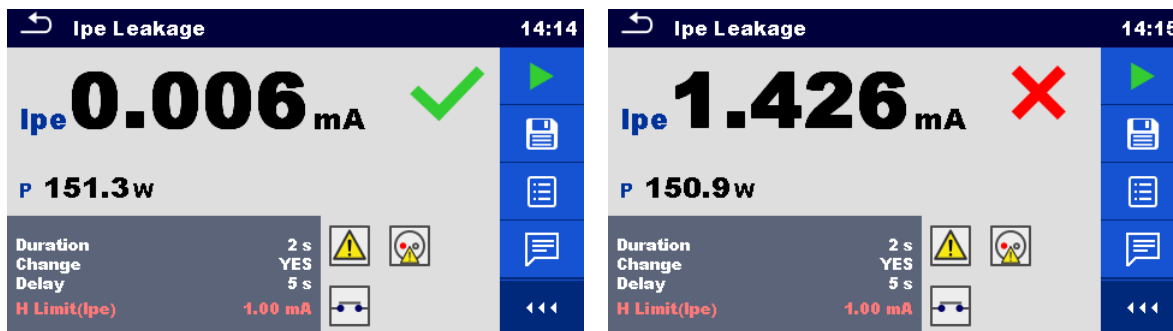 Ipe Leakage 14:14
Ipe 0.006 mA
P 151.3 W
Duration 2 s
Change YES
Delay 5 s
H Limit(Ipe) 1.00 mA
Ipe Leakage 14:15
Ipe 1.426 mA
P 150.9 W
Duration 2 s
Change YES
Delay 5 s
H Limit(Ipe) 1.00 mA